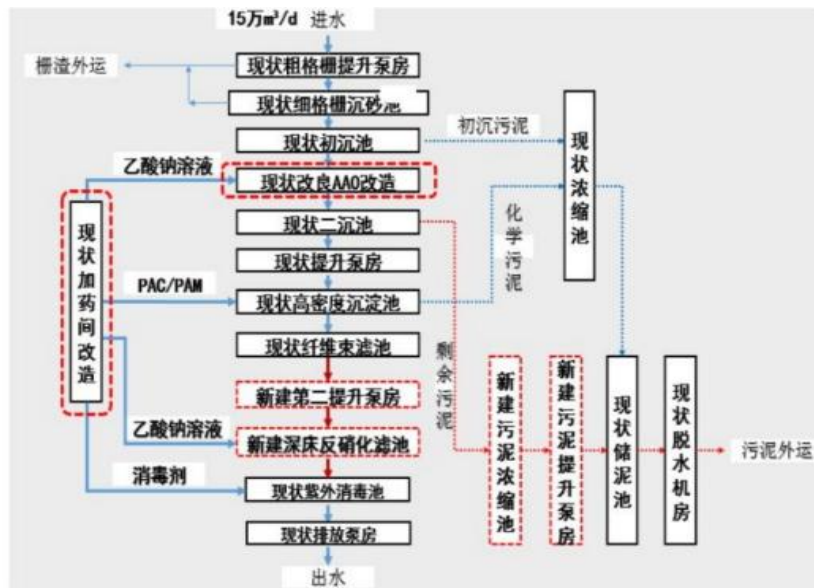 15万m³/d 进水
栅渣外运
现状粗格栅提升泵房
现状细格栅沉砂池
现状初沉池
初沉污泥
现状浓缩池
乙酸钠溶液
现状改良AAO改造
现状二沉池
化学污泥
现状加药间改造
现状提升泵房
PAC/PAM
现状高密度沉淀池
现状纤维束滤池
剩余污泥
新建第二提升泵房
新建污泥浓缩池
新建污泥提升泵房
现状储泥池
现状脱水机房
污泥外运
乙酸钠溶液
新建深床反硝化滤池
消毒剂
现状紫外消毒池
现状排放泵房
出水